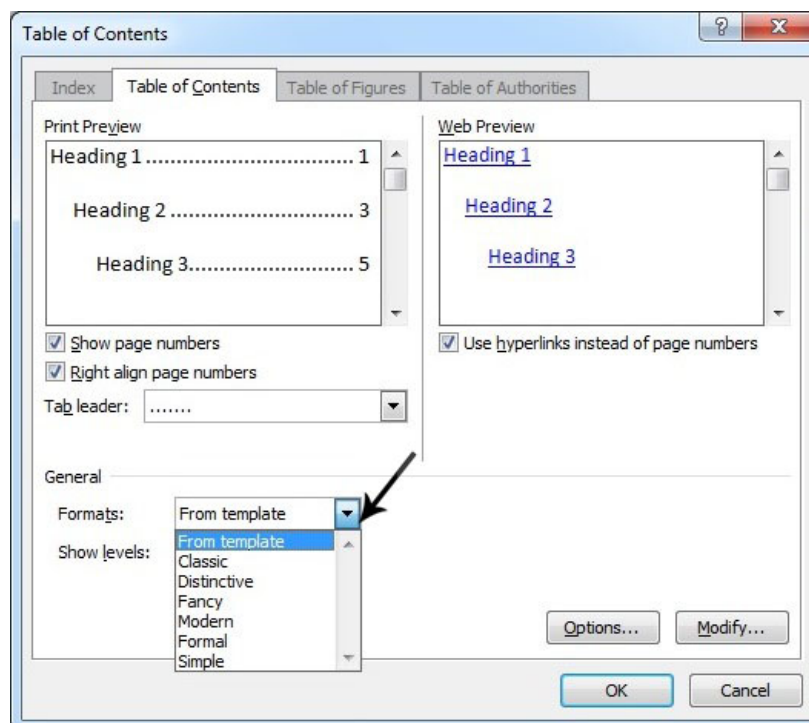 Table of Contents
Index Table of Contents Table of Figures Table of Authorities
Print Preview
Heading 1 .................................. 1
Heading 2 .............................. 3
Heading 3........................... 5
Show page numbers
Right align page numbers
Tab leader: .......
Web Preview
Heading 1
Heading 2
Heading 3
Use hyperlinks instead of page numbers
General
Formats: From template
Show levels:
From template
Classic
Distinctive
Fancy
Modern
Formal
Simple
Options... Modify...
OK Cancel